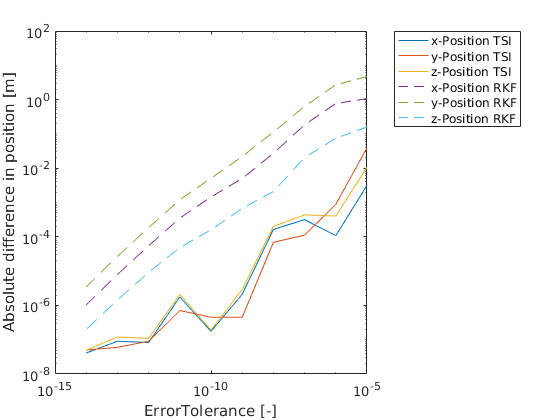 10^2
10^0
10^-2
10^-4
10^-6
10^-8
Absolute difference in position [m]
10^-15
10^-10
10^-5
ErrorTolerance [-]
x-Position TSI
y-Position TSI
z-Position TSI
x-Position RKF
y-Position RKF
z-Position RKF